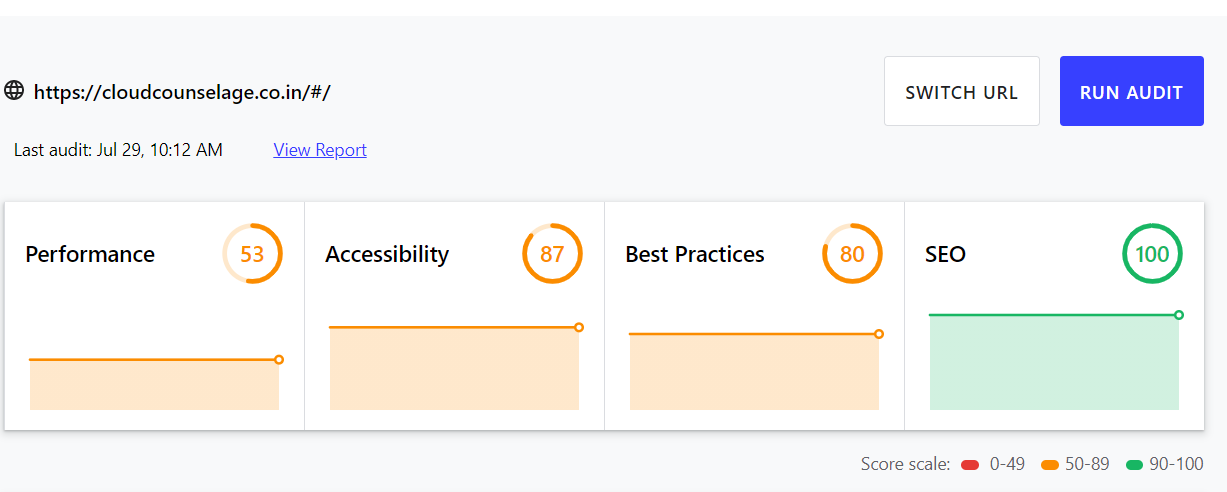 https://cloudcounselage.co.in/#/
SWITCH URL
RUN AUDIT
Last audit: Jul 29, 10:12 AM
View Report
Performance 53
Accessibility 87
Best Practices 80
SEO 100
Score scale: 0-49 50-89 90-100